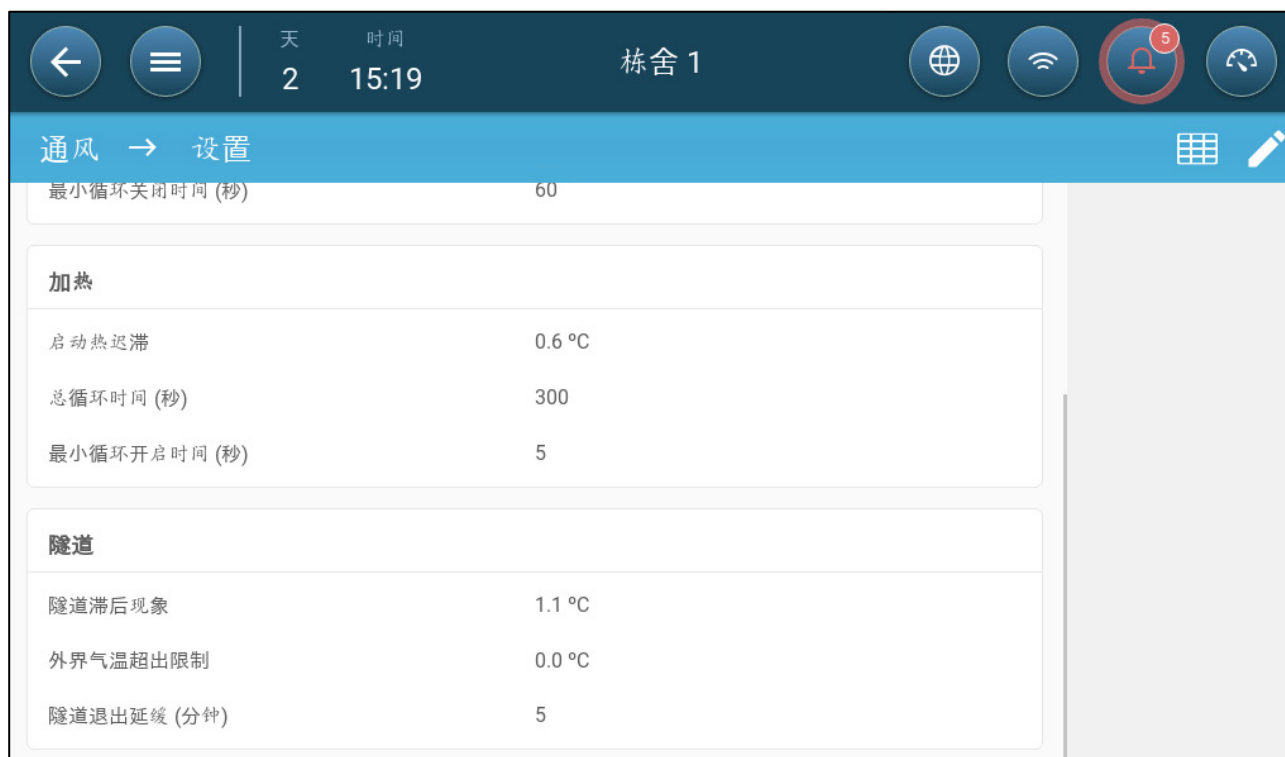 天 时间 5
2 15:19 栋舍 1
通风 → 设置
最小循环关闭时间 (秒) 60
加热
启动热迟滞 0.6 ºC
总循环时间 (秒) 300
最小循环开启时间 (秒) 5
隧道
隧道滞后现象 1.1 ºC
外界气温超出限制 0.0 ºC
隧道退出延缓 (分钟) 5